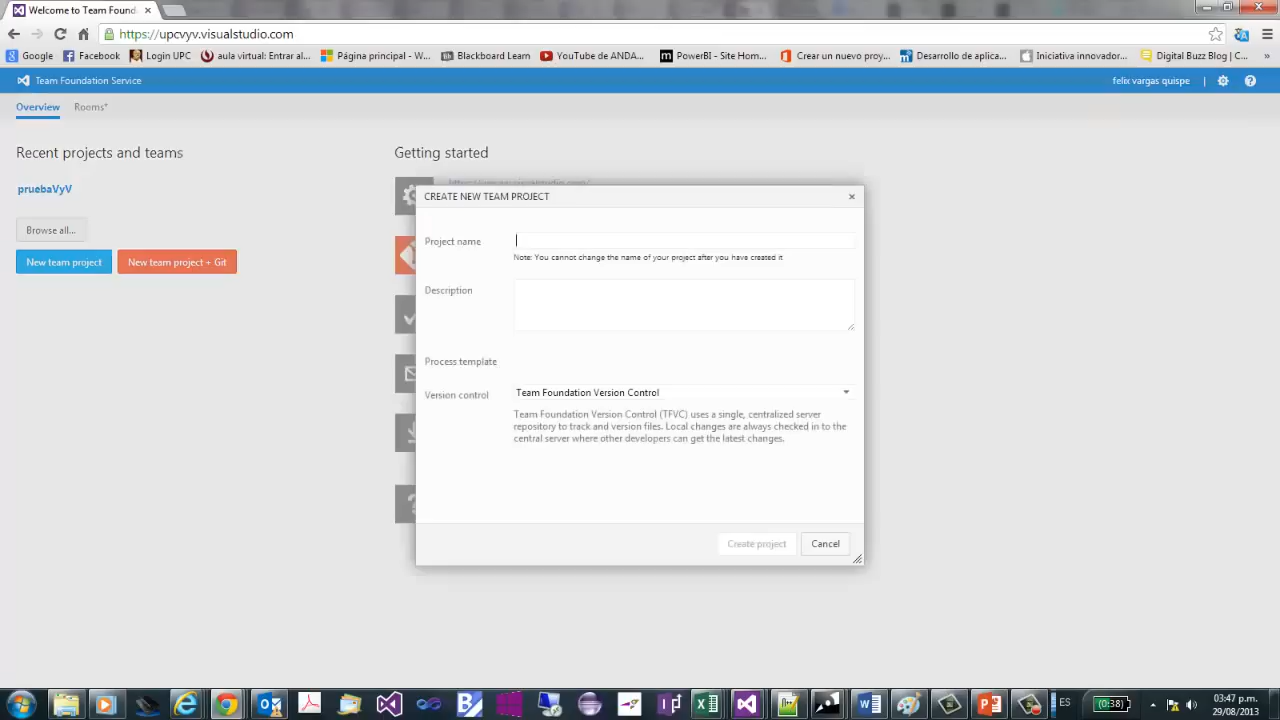 Welcome to Team Found
https://upcvyv.visualstudio.com
Google
Facebook
Login UPC
aula virtual: Entrar al...
Página principal - W...
Blackboard Learn
YouTube de ANDA...
PowerBI - Site Hom...
Crear un nuevo proy...
Desarrollo de aplica...
Iniciativa innovador...
Digital Buzz Blog | C...
»
Team Foundation Service
felix vargas quispe
Overview
Rooms*
Recent projects and teams
Getting started
pruebaVyV
Browse all...
New team project
New team project + Git
CREATE NEW TEAM PROJECT
Project name
Note: You cannot change the name of your project after you have created it
Description
Process template
Version control
Team Foundation Version Control
Team Foundation Version Control (TFVC) uses a single, centralized server
repository to track and version files. Local changes are always checked in to the
central server where other developers can get the latest changes.
Create project
Cancel
ES
(0:38)
03:47 p.m.
29/08/2013